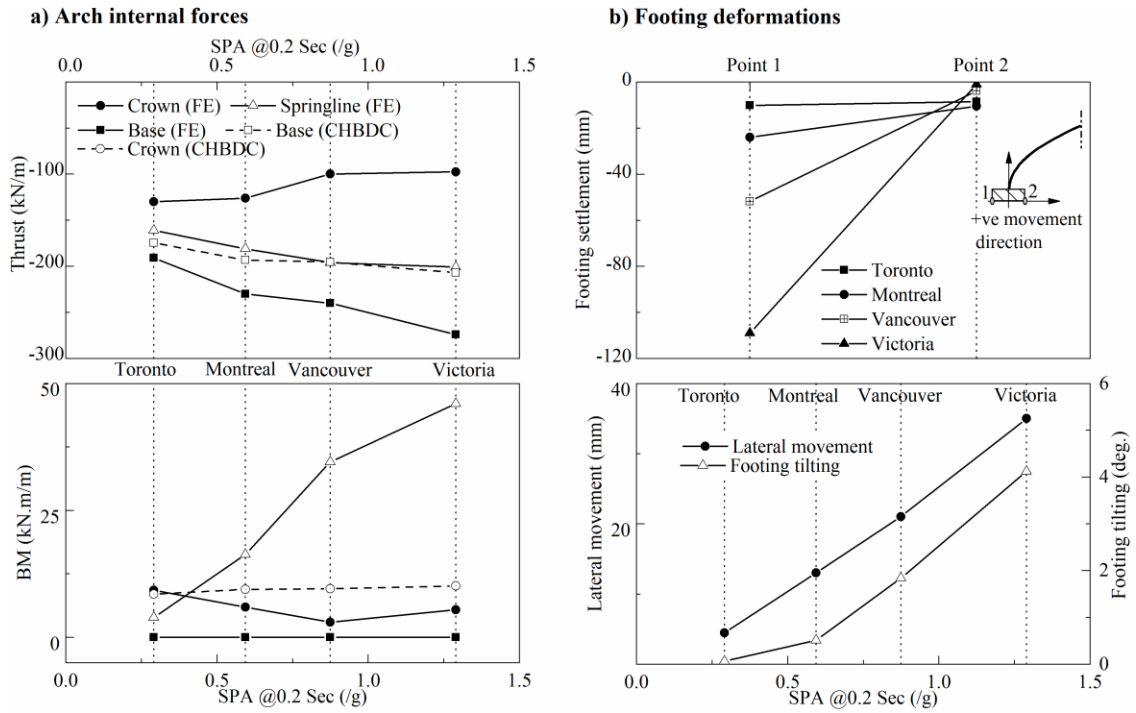 a) Arch internal forces
SPA @0.2 Sec (/g)
0.0 0.5 1.0 1.5
Crown (FE) Springline (FE)
Base (FE) Base (CHBDC)
Crown (CHBDC)
Thrust (kN/m)
-100
-200
-300
Toronto Montreal Vancouver Victoria
50
25
0
BM (kN.m/m)
0.0 0.5 1.0 1.5
SPA @0.2 Sec (/g)
b) Footing deformations
Point 1 Point 2
0
-40
-80
-120
Footing settlement (mm)
1 2
+ve movement
direction
Toronto
Montreal
Vancouver
Victoria
40
20
0
Lateral movement (mm)
Toronto Montreal Vancouver Victoria
Lateral movement
Footing tilting
6
4
2
0
Footing tilting (deg.)
0.0 0.5 1.0 1.5
SPA @0.2 Sec (/g)